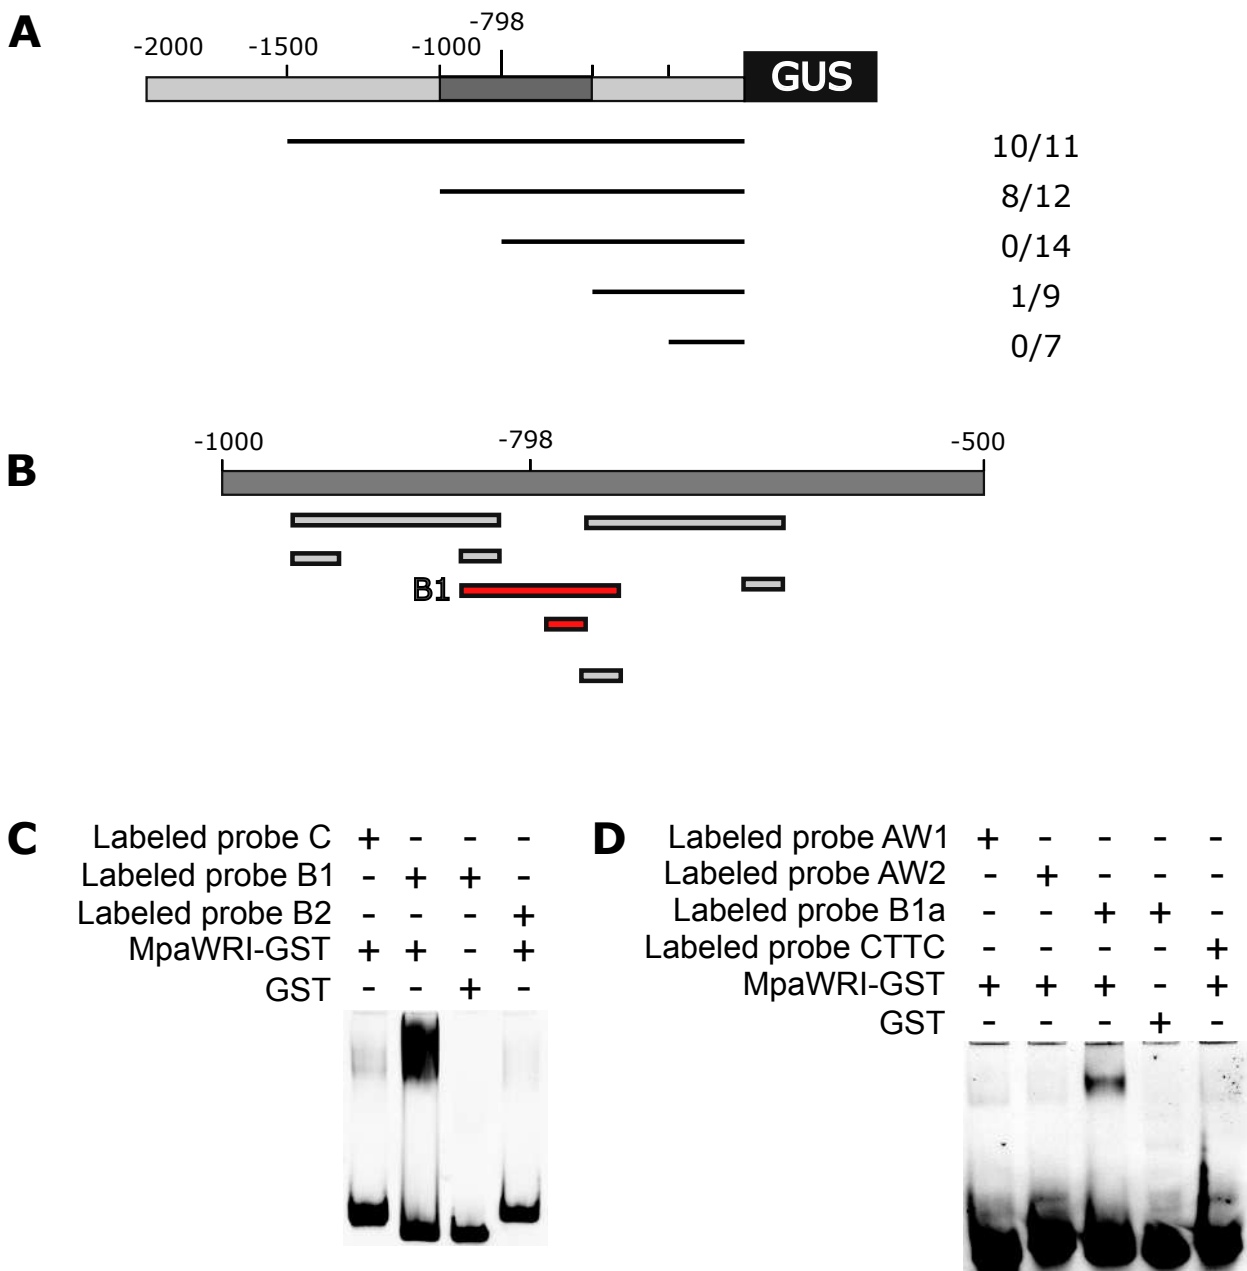 A
-798
-2000 -1500 -1000
GUS
10/11
8/12
0/14
1/9
0/7
B
-1000 -798 -500
B1
C
Labeled probe C + - - -
Labeled probe B1 - + + -
Labeled probe B2 - - - +
MpaWRI-GST + + - +
GST - - + -
D
Labeled probe AW1 + - - - -
Labeled probe AW2 - + - - -
Labeled probe B1a - - + + -
Labeled probe CTTC - - - - +
MpaWRI-GST + + + - +
GST - - - + -